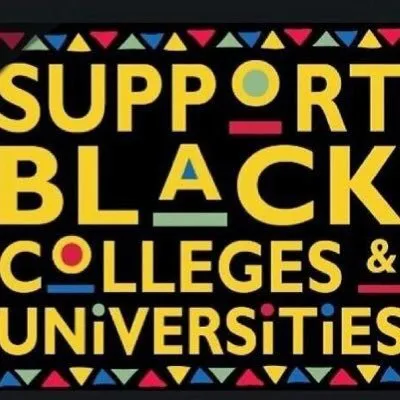 SUPPORT
BLACK
COLLEGES &
UNiVERSiTiES